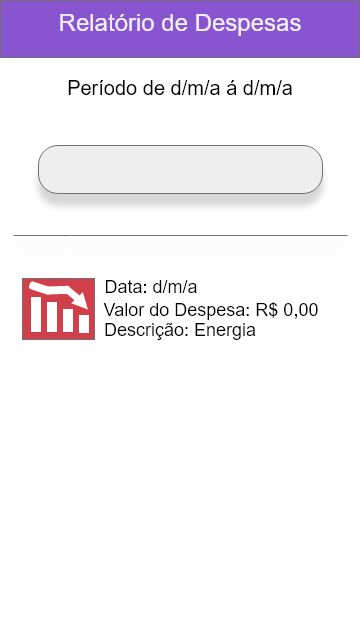 Relatório de Despesas
Período de d/m/a á d/m/a
Data: d/m/a
Valor do Despesa: R$ 0,00
Descrição: Energia